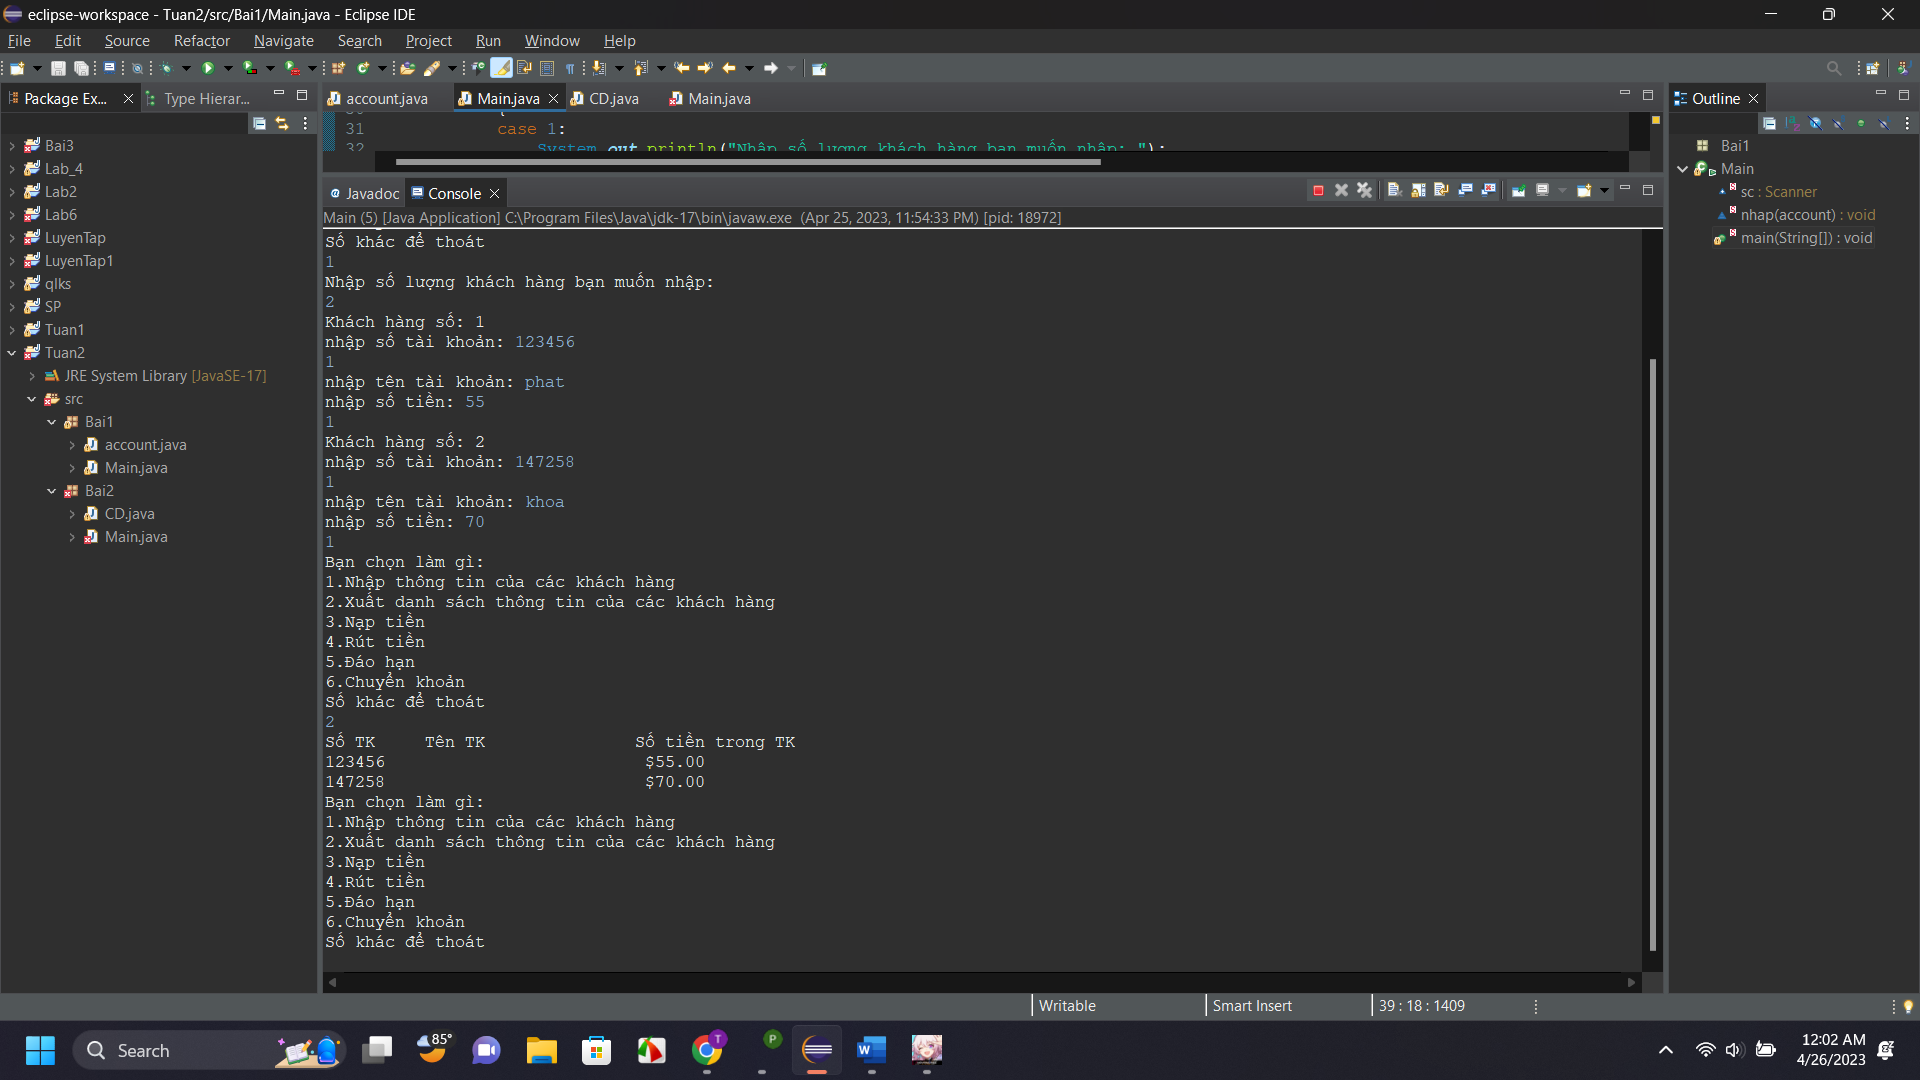 eclipse-workspace - Tuan2/src/Bai1/Main.java - Eclipse IDE
File Edit Source Refactor Navigate Search Project Run Window Help
Package Ex... Type Hierar...
account.java Main.java CD.java Main.java
Outline
31 case 1:
32 System.out.println("Nhập số lượng khách hàng bạn muốn nhập: ");
Bai3
Lab_4
Lab2
Lab6
LuyenTap
LuyenTap1
qlks
SP
Tuan1
Tuan2
JRE System Library [JavaSE-17]
src
Bai1
account.java
Main.java
Bai2
CD.java
Main.java
Javadoc Console
Main (5) [Java Application] C:\Program Files\Java\jdk-17\bin\javaw.exe (Apr 25, 2023, 11:54:33 PM) [pid: 18972]
Số khác để thoát
1
Nhập số lượng khách hàng bạn muốn nhập:
2
Khách hàng số: 1
nhập số tài khoản: 123456
1
nhập tên tài khoản: phat
nhập số tiền: 55
1
Khách hàng số: 2
nhập số tài khoản: 147258
1
nhập tên tài khoản: khoa
nhập số tiền: 70
1
Bạn chọn làm gì:
1.Nhập thông tin của các khách hàng
2.Xuất danh sách thông tin của các khách hàng
3.Nạp tiền
4.Rút tiền
5.Đáo hạn
6.Chuyển khoản
Số khác để thoát
2
Số TK Tên TK Số tiền trong TK
123456 $55.00
147258 $70.00
Bạn chọn làm gì:
1.Nhập thông tin của các khách hàng
2.Xuất danh sách thông tin của các khách hàng
3.Nạp tiền
4.Rút tiền
5.Đáo hạn
6.Chuyển khoản
Số khác để thoát
Bai1
Main
sc : Scanner
nhap(account) : void
main(String[]) : void
Writable Smart Insert 39 : 18 : 1409
Search
85°
T
P
W
12:02 AM
4/26/2023